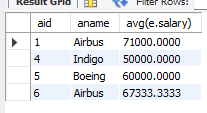 Result Grid Filter Rows:
aid aname avg(e.salary)
1 Airbus 71000.0000
4 Indigo 50000.0000
5 Boeing 60000.0000
6 Airbus 67333.3333